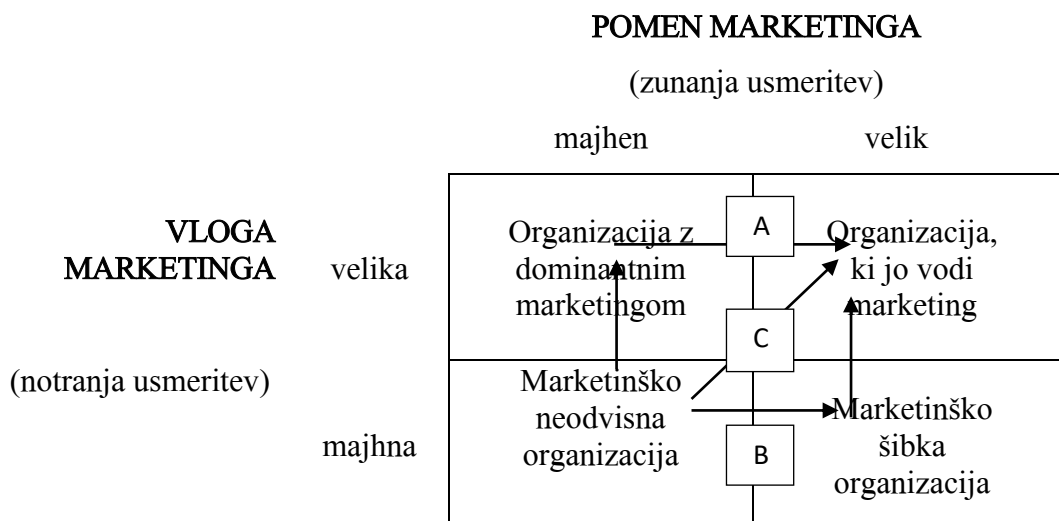 POMEN MARKETINGA
(zunanja usmeritev)
majhen
velik
VLOGA
MARKETINGA
velika
Organizacija z
dominantnim
marketingom
A
Organizacija,
ki jo vodi
marketing
C
(notranja usmeritev)
majhna
Marketinško
neodvisna
organizacija
B
Marketinško
šibka
organizacija